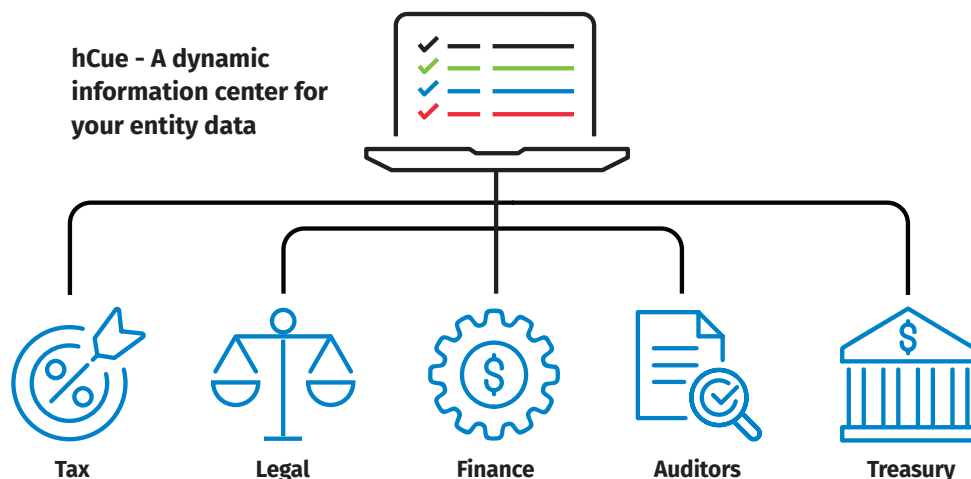 hCue - A dynamic
information center for
your entity data
$
$
Tax
Legal
Finance
Auditors
Treasury